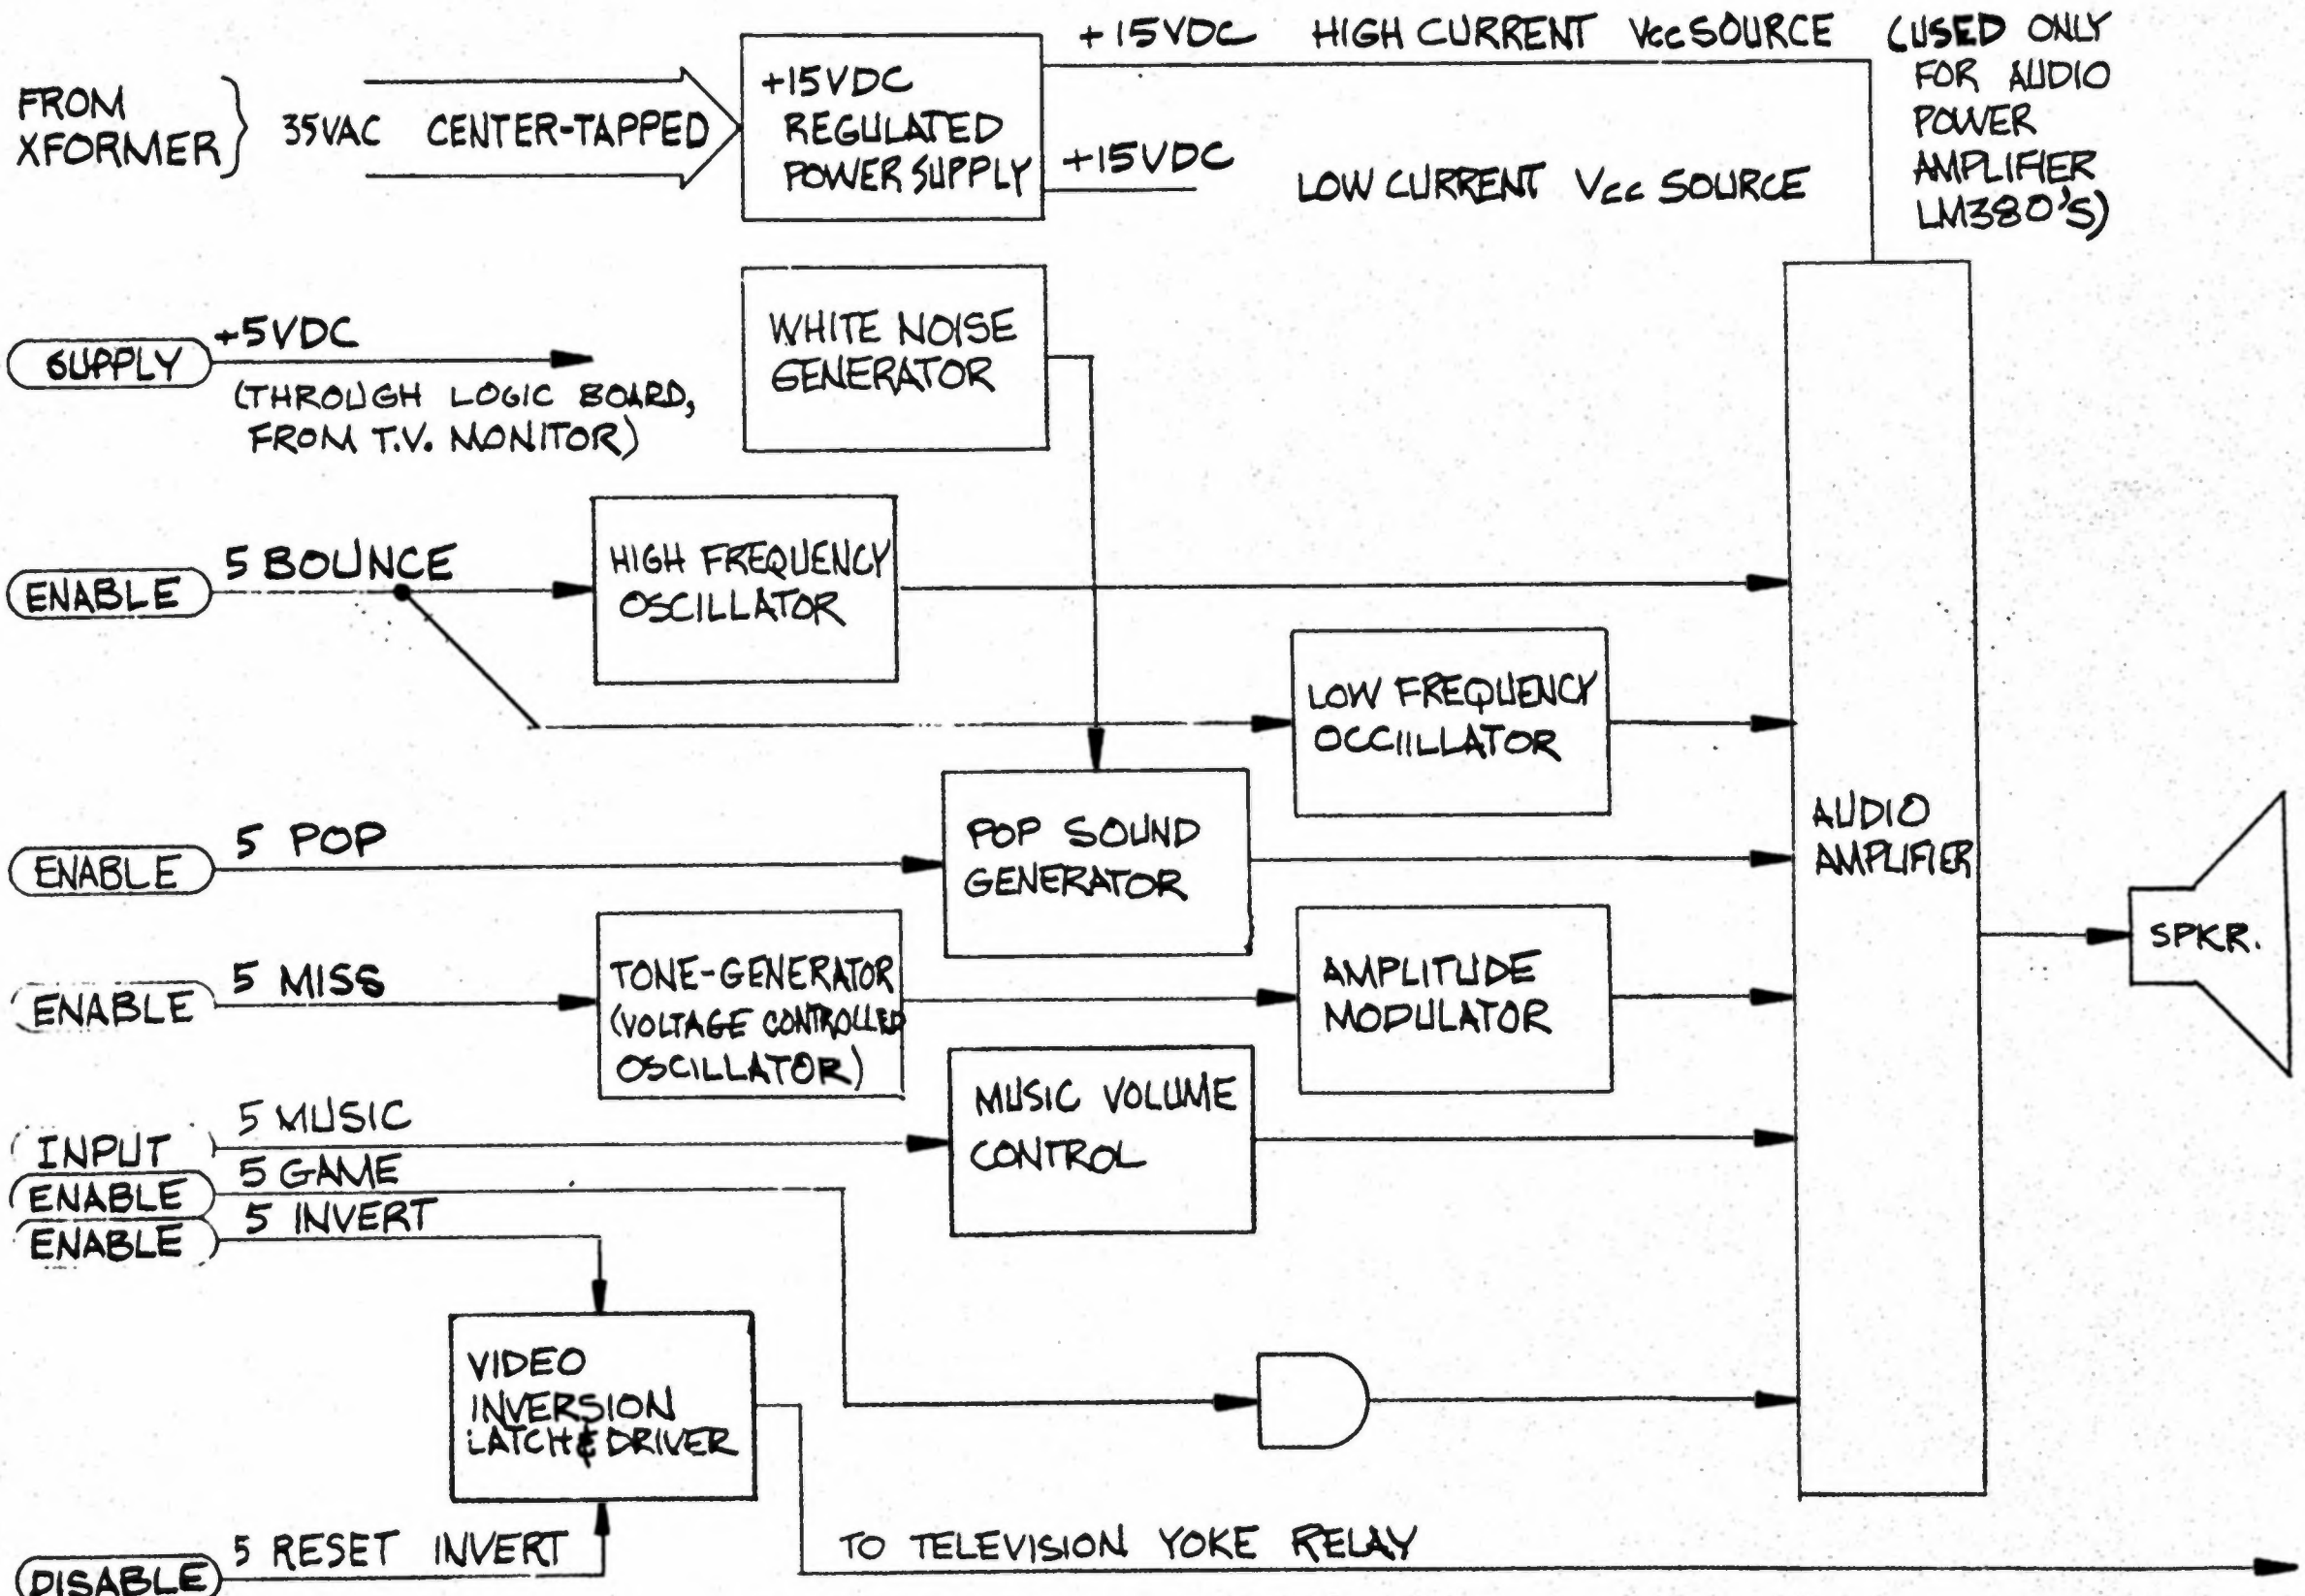 +15VDC HIGH CURRENT Vcc SOURCE (USED ONLY
FOR AUDIO
POWER
AMPLIFIER
LM380'S)
FROM
XFORMER
35VAC CENTER-TAPPED
+15VDC
REGULATED
POWER SUPPLY
+15VDC
LOW CURRENT Vcc SOURCE
SUPPLY
+5VDC
(THROUGH LOGIC BOARD,
FROM T.V. MONITOR)
WHITE NOISE
GENERATOR
ENABLE
5 BOUNCE
HIGH FREQUENCY
OSCILLATOR
LOW FREQUENCY
OCCIILLATOR
ENABLE
5 POP
POP SOUND
GENERATOR
AUDIO
AMPLIFIER
SPKR.
ENABLE
5 MISS
TONE-GENERATOR
(VOLTAGE CONTROLLED
OSCILLATOR)
AMPLITUDE
MODULATOR
INPUT
5 MUSIC
MUSIC VOLUME
CONTROL
ENABLE
5 GAME
ENABLE
5 INVERT
VIDEO
INVERSION
LATCH & DRIVER
DISABLE
5 RESET INVERT
TO TELEVISION YOKE RELAY